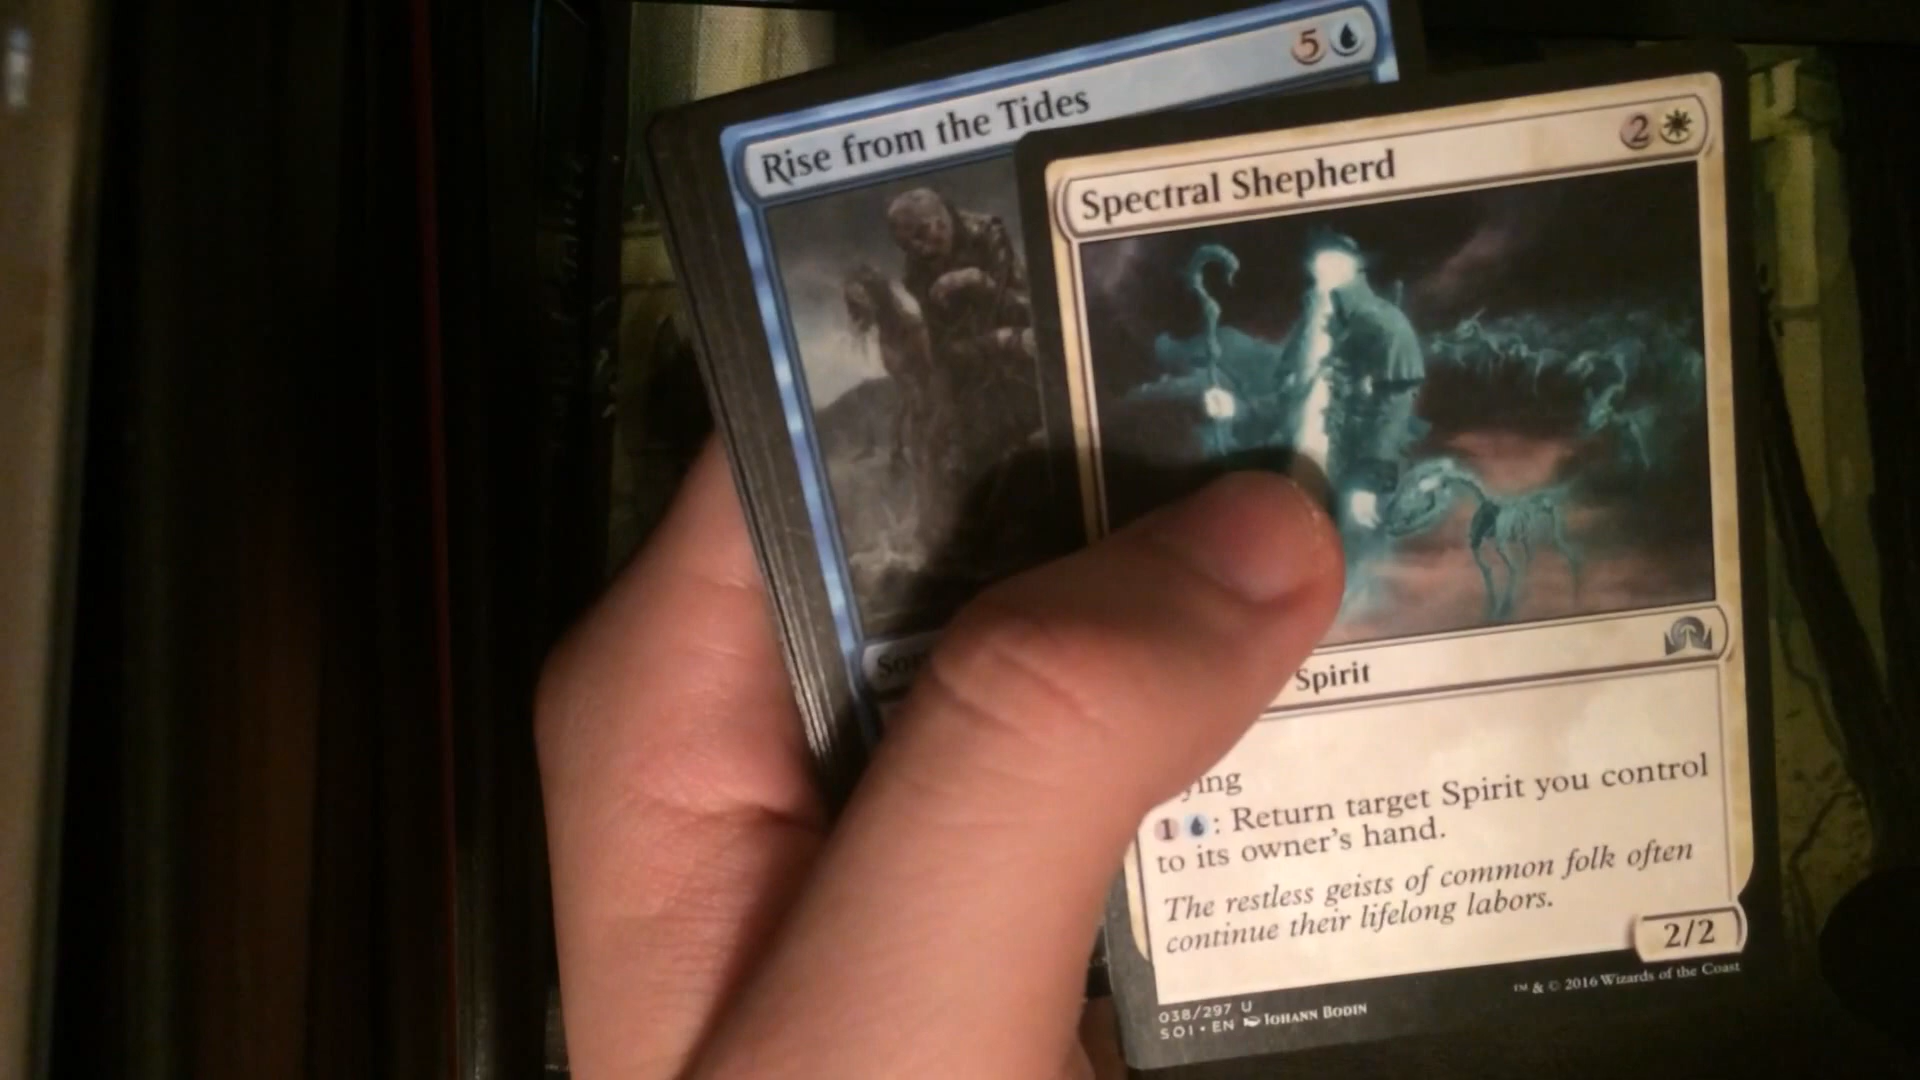 Rise from the Tides
5
Spectral Shepherd
2
Spirit
1 : Return target Spirit you control
to its owner's hand.
The restless geists of common folk often
continue their lifelong labors.
2/2
038/297 U
SOI • EN JOHANN BODIN
™ & © 2016 Wizards of the Coast